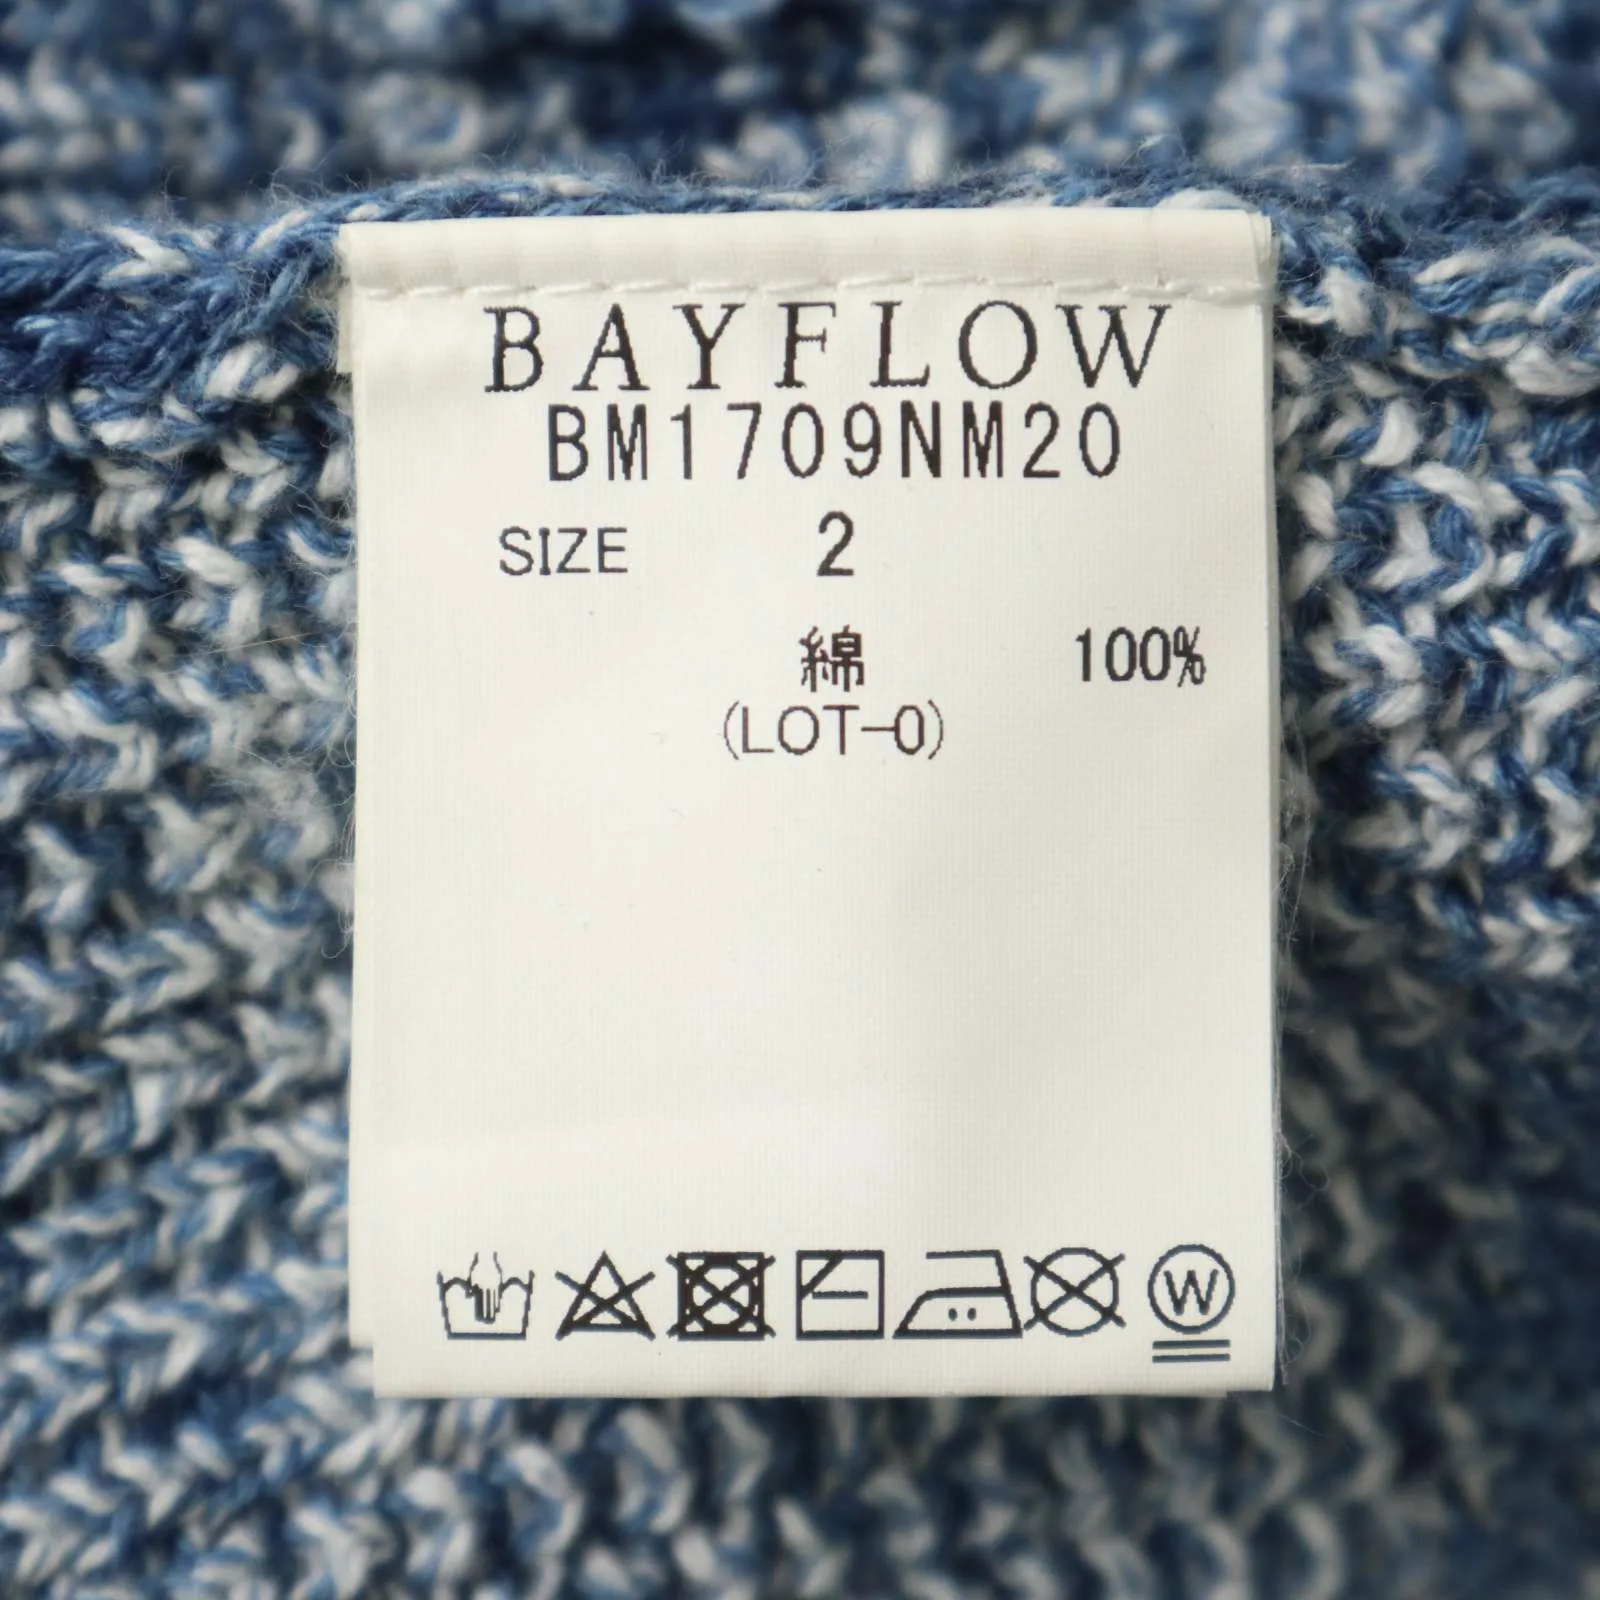 BAYFLOW
BM1709NM20
SIZE 2
綿 100%
(LOT-0)
W